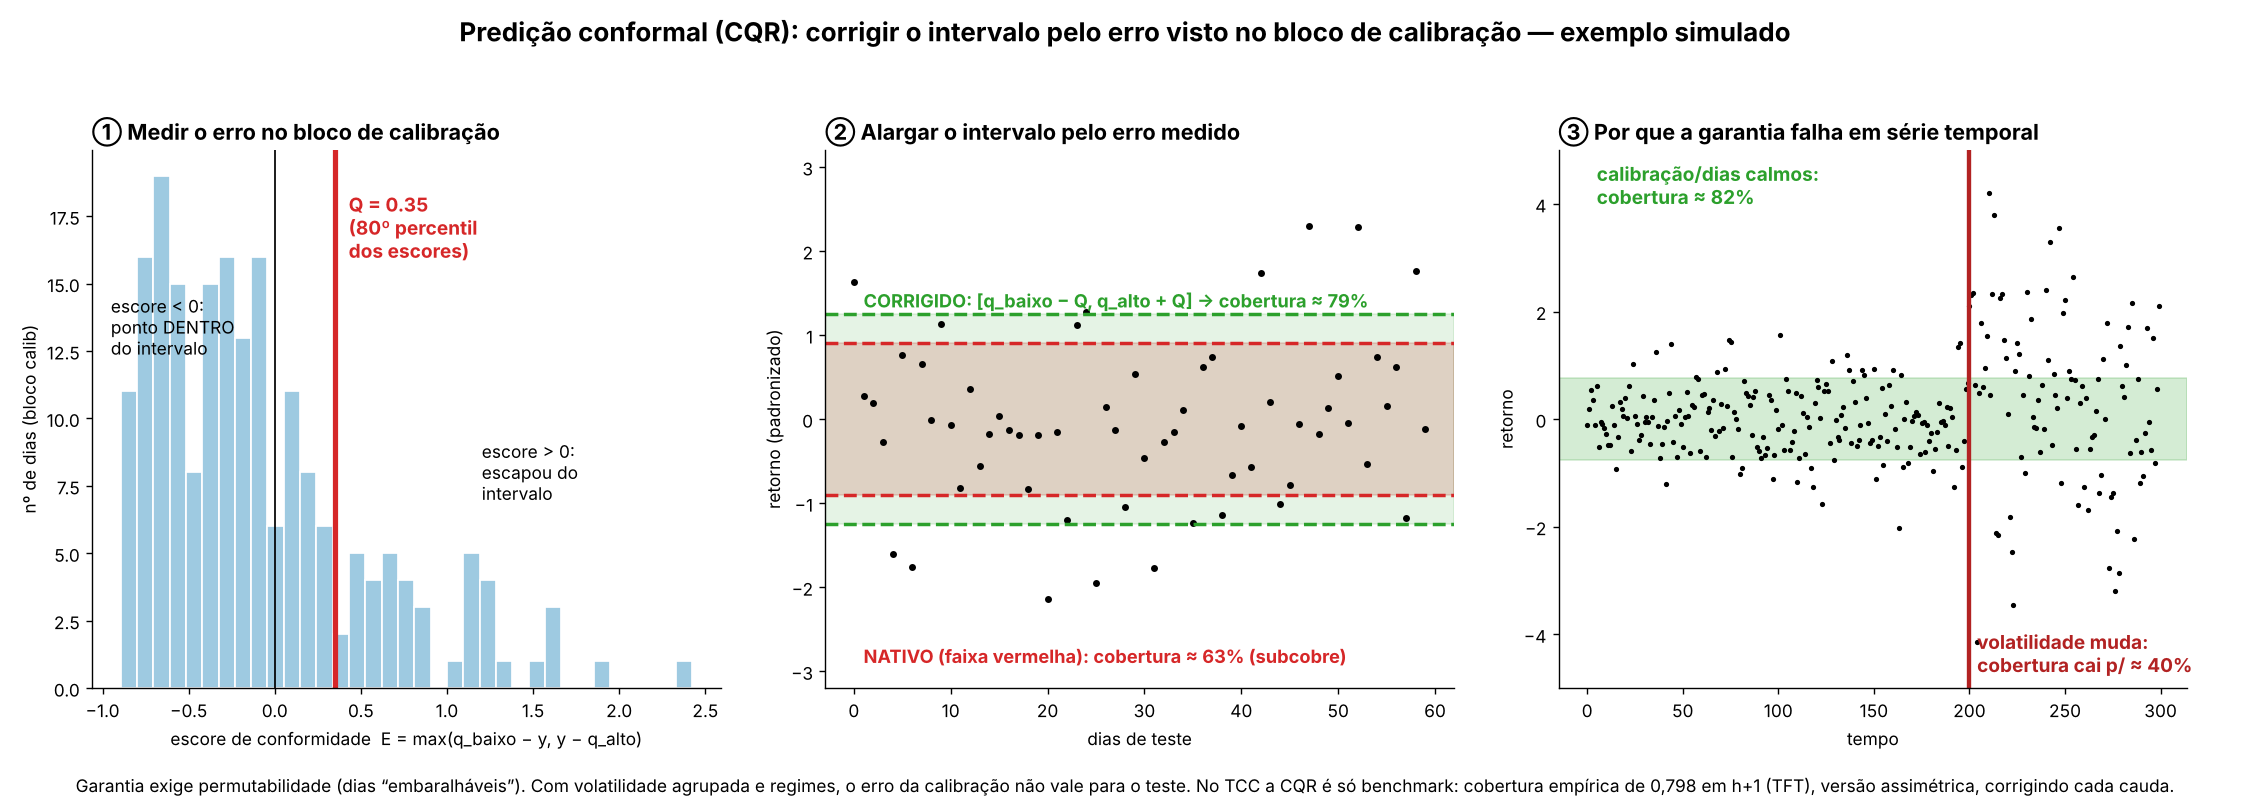 Predição conformal (CQR): corrigir o intervalo pelo erro visto no bloco de calibração — exemplo simulado
① Medir o erro no bloco de calibração
17.5
15.0
12.5
10.0
7.5
5.0
2.5
0.0
nº de dias (bloco calib)
Q = 0.35
(80º percentil
dos escores)
escore < 0:
ponto DENTRO
do intervalo
escore > 0:
escapou do
intervalo
−1.0 −0.5 0.0 0.5 1.0 1.5 2.0 2.5
escore de conformidade E = max(q_baixo − y, y − q_alto)
② Alargar o intervalo pelo erro medido
3
2
1
0
−1
−2
−3
retorno (padronizado)
CORRIGIDO: [q_baixo − Q, q_alto + Q] → cobertura ≈ 79%
NATIVO (faixa vermelha): cobertura ≈ 63% (subcobre)
0 10 20 30 40 50 60
dias de teste
③ Por que a garantia falha em série temporal
4
2
0
−2
−4
retorno
calibração/dias calmos:
cobertura ≈ 82%
volatilidade muda:
cobertura cai p/ ≈ 40%
0 50 100 150 200 250 300
tempo
Garantia exige permutabilidade (dias “embaralháveis”). Com volatilidade agrupada e regimes, o erro da calibração não vale para o teste. No TCC a CQR é só benchmark: cobertura empírica de 0,798 em h+1 (TFT), versão assimétrica, corrigindo cada cauda.